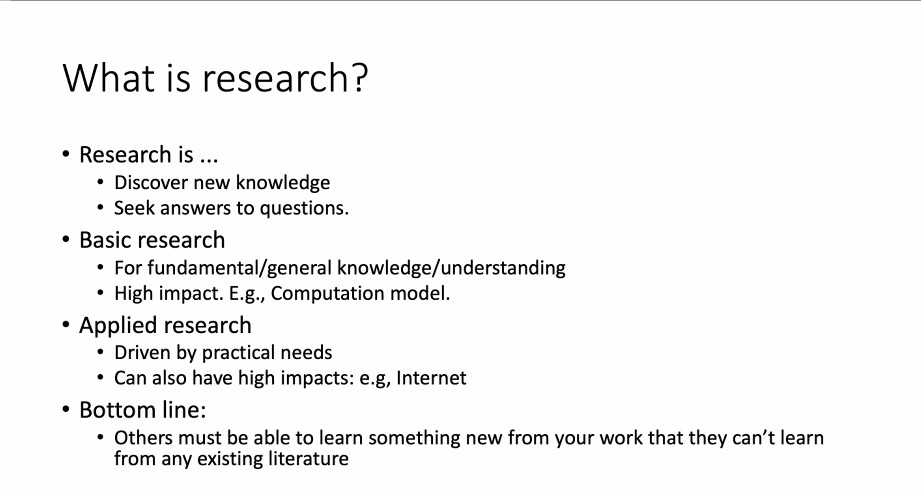 What is research?
• Research is ...
• Discover new knowledge
• Seek answers to questions.
• Basic research
• For fundamental/general knowledge/understanding
• High impact. E.g., Computation model.
• Applied research
• Driven by practical needs
• Can also have high impacts: e.g, Internet
• Bottom line:
• Others must be able to learn something new from your work that they can’t learn
from any existing literature